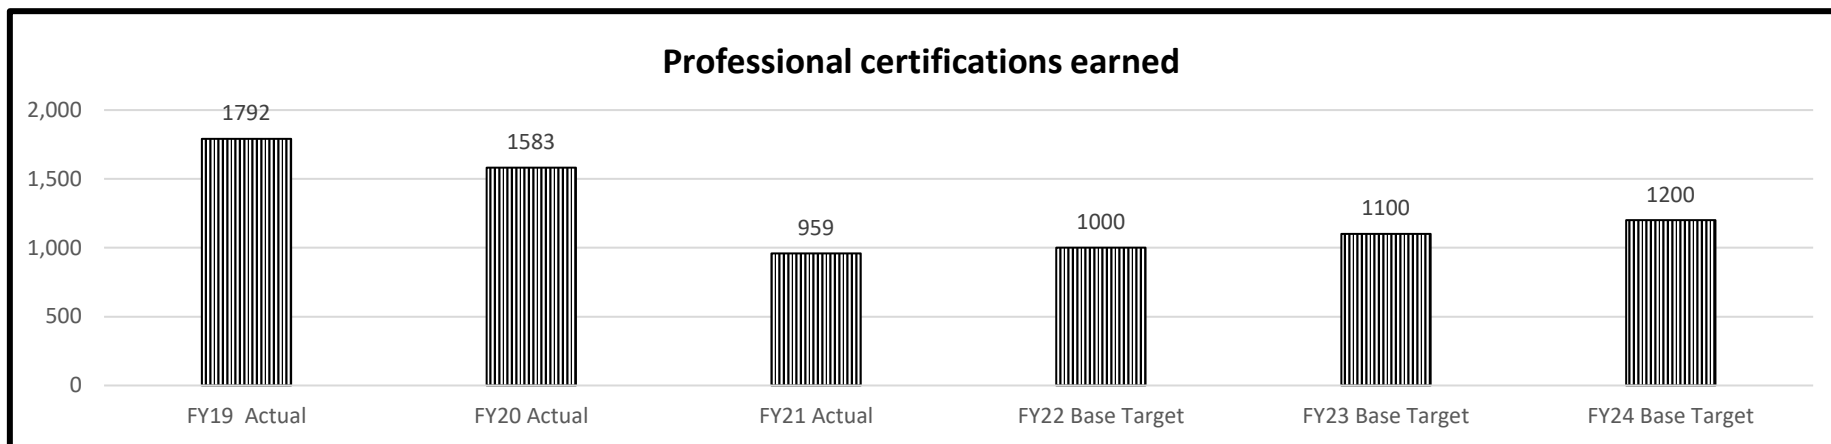 Professional certifications earned
2,000
1,500
1,000
500
0
1792
1583
959
1000
1100
1200
FY19  Actual
FY20 Actual
FY21 Actual
FY22 Base Target
FY23 Base Target
FY24 Base Target